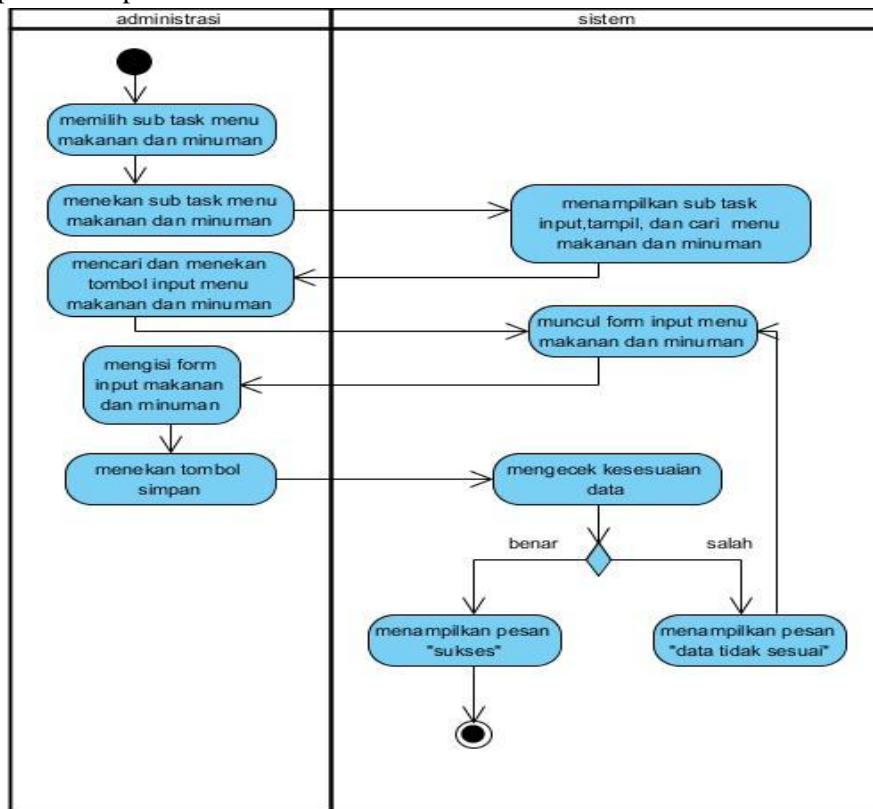 administrasi
sistem
memilih sub task menu
makanan dan minuman
menekan sub task menu
makanan dan minuman
menampilkan sub task
input,tampil, dan cari menu
makanan dan minuman
mencari dan menekan
tombol input menu
makanan dan minuman
muncul form input menu
makanan dan minuman
mengisi form
input makanan
dan minuman
menekan tombol
simpan
mengecek kesesuaian
data
benar
salah
menampilkan pesan
"sukses"
menampilkan pesan
"data tidak sesuai"